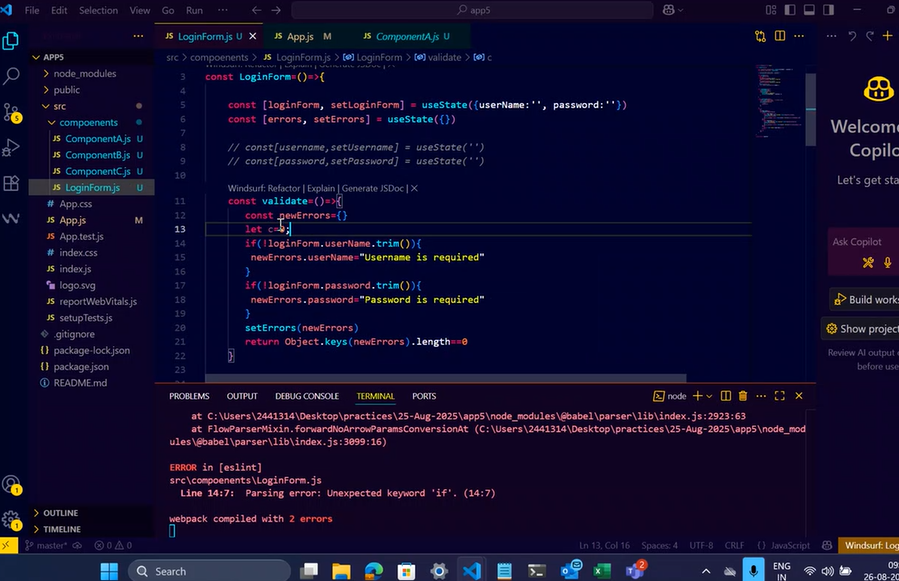 File Edit Selection View Go Run ··· app5
LoginForm.js U App.js M ComponentA.js U
APP5
node_modules
public
src
compoenents
ComponentA.js U
ComponentB.js U
ComponentC.js U
LoginForm.js U
App.css
App.js M
App.test.js
index.css
index.js
logo.svg
reportWebVitals.js
setupTests.js
.gitignore
package-lock.json
package.json
README.md
OUTLINE
TIMELINE
src > compoenents > JS LoginForm.js > LoginForm > validate > c
Windsurf: Refactor | Explain | Generate JSDoc | X
3 const LoginForm=()=>{
4
5 const [loginForm, setLoginForm] = useState({userName:'', password:''})
6 const [errors, setErrors] = useState({})
7
8 // const[username,setUsername] = useState('')
9 // const[password,setPassword] = useState('')
10
Windsurf: Refactor | Explain | Generate JSDoc | X
11 const validate=()=>{
12 const newErrors={}
13 let c=0;
14 if(!loginForm.userName.trim()){
15 newErrors.userName="Username is required"
16 }
17 if(!loginForm.password.trim()){
18 newErrors.password="Password is required"
19 }
20 setErrors(newErrors)
21 return Object.keys(newErrors).length==0
22 }
PROBLEMS OUTPUT DEBUG CONSOLE TERMINAL PORTS node
at C:\Users\2441314\Desktop\practices\25-Aug-2025\app5\node_modules\@babel\parser\lib\index.js:2923:63
at FlowParserMixin.forwardNoArrowParamsConversionAt (C:\Users\2441314\Desktop\practices\25-Aug-2025\app5\node_mod
ules\@babel\parser\lib\index.js:3099:16)
ERROR in [eslint]
src\compoenents\LoginForm.js
Line 14:7: Parsing error: Unexpected keyword 'if'. (14:7)
webpack compiled with 2 errors
Welcome
Copilo
Let's get sta
Ask Copilot
Build works
Show project
Review AI output
before use
master* 0 0 Ln 13, Col 16 Spaces: 4 UTF-8 CRLF {} JavaScript Windsurf: Log
Search
ENG
IN
09:
26-08-20